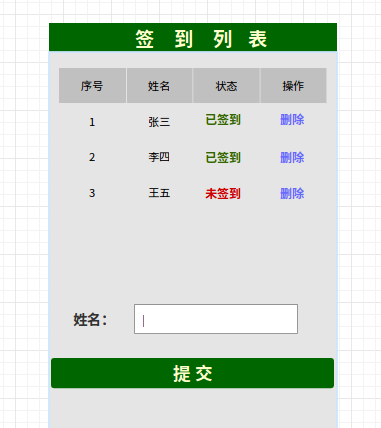 签 到 列 表
序号 姓名 状态 操作
1 张三 已签到 删除
2 李四 已签到 删除
3 王五 未签到 删除
姓名：
提 交